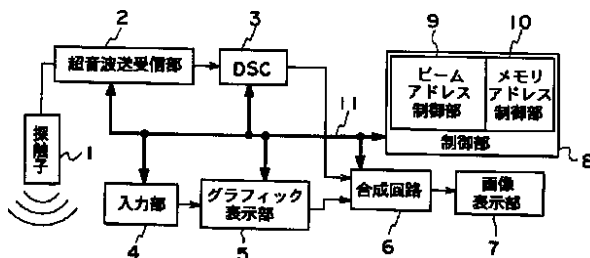 2
3
9
10
超音波送受信部
DSC
ビーム
アドレス
制御部
メモリ
アドレス
制御部
11
探触子
1
制御部
8
入力部
グラフィック
表示部
合成回路
画像
表示部
4
5
6
7